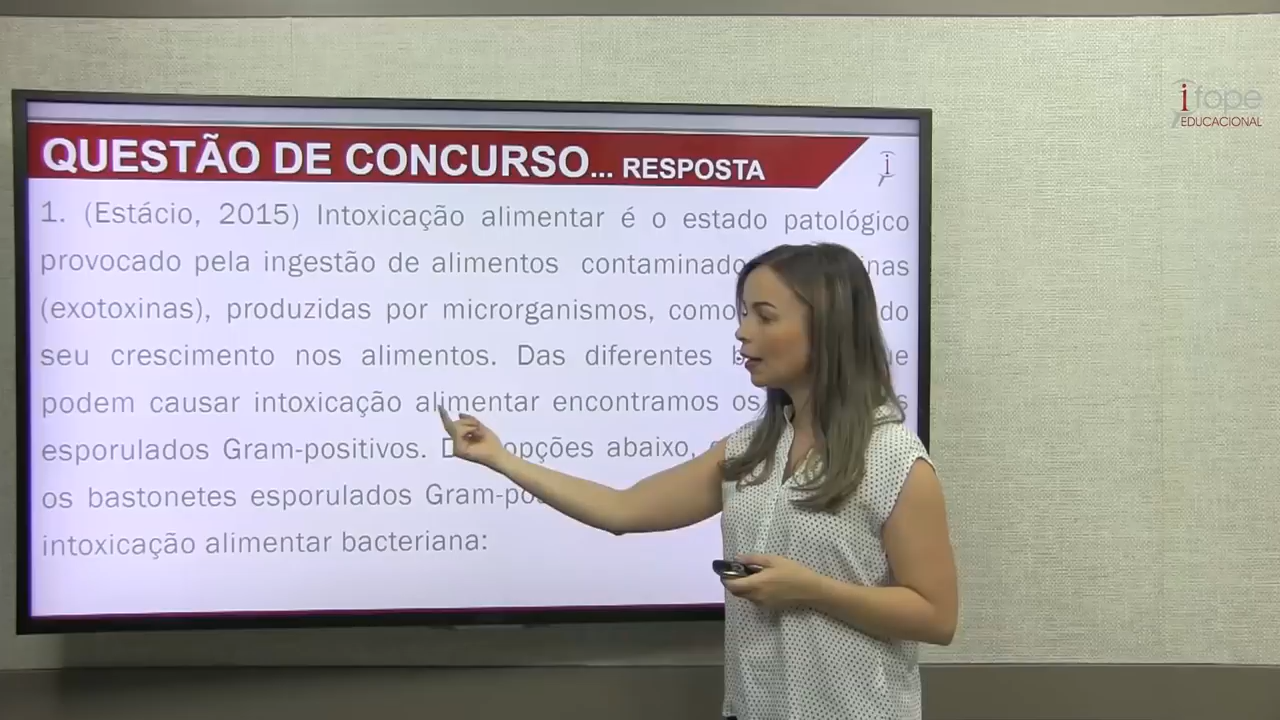 ifope
EDUCACIONAL
QUESTÃO DE CONCURSO... RESPOSTA
1. (Estácio, 2015) Intoxicação alimentar é o estado patológico
provocado pela ingestão de alimentos contaminado
(exotoxinas), produzidas por microrganismos, como do
seu crescimento nos alimentos. Das diferentes
podem causar intoxicação alimentar encontramos os
esporulados Gram-positivos. opções abaixo,
os bastonetes esporulados
intoxicação alimentar bacteriana: